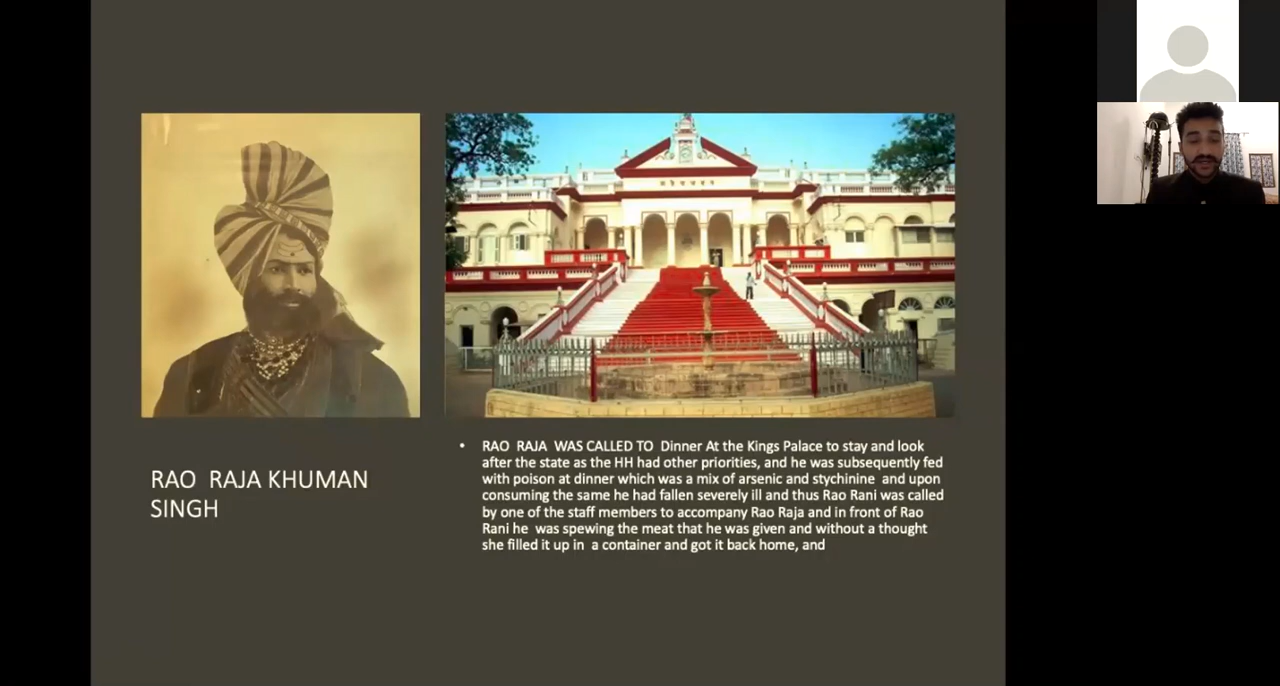 RAO RAJA KHUMAN
SINGH
• RAO RAJA WAS CALLED TO Dinner At the Kings Palace to stay and look
after the state as the HH had other priorities, and he was subsequently fed
with poison at dinner which was a mix of arsenic and stychinine and upon
consuming the same he had fallen severely ill and thus Rao Rani was called
by one of the staff members to accompany Rao Raja and in front of Rao
Rani he was spewing the meat that he was given and without a thought
she filled it up in a container and got it back home, and